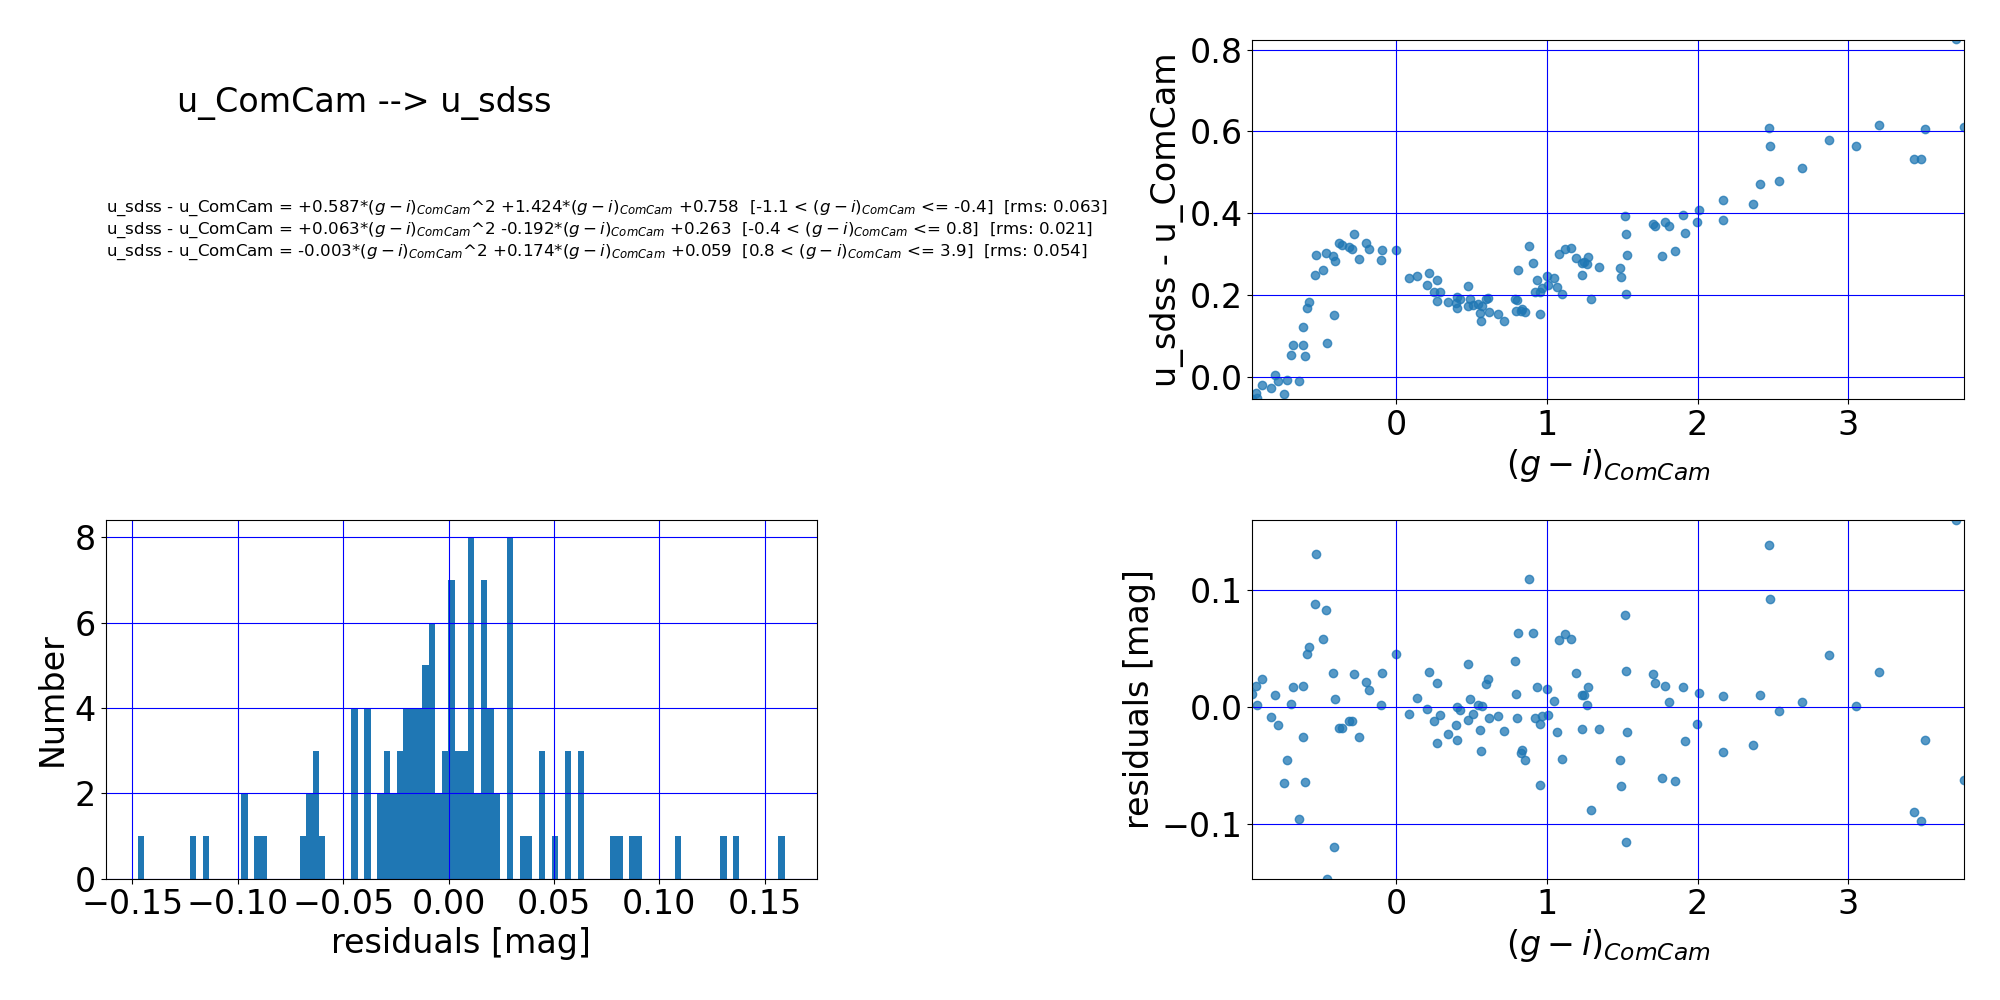 u_ComCam --> u_sdss
u_sdss - u_ComCam = +0.587*(g − i)ComCam^2 +1.424*(g − i)ComCam +0.758  [-1.1 < (g − i)ComCam <= -0.4]  [rms: 0.063]
u_sdss - u_ComCam = +0.063*(g − i)ComCam^2 -0.192*(g − i)ComCam +0.263  [-0.4 < (g − i)ComCam <= 0.8]  [rms: 0.021]
u_sdss - u_ComCam = -0.003*(g − i)ComCam^2 +0.174*(g − i)ComCam +0.059  [0.8 < (g − i)ComCam <= 3.9]  [rms: 0.054]
u_sdss - u_ComCam
0.8
0.6
0.4
0.2
0.0
0 1 2 3
(g − i)ComCam
Number
8
6
4
2
0
−0.15 −0.10 −0.05 0.00 0.05 0.10 0.15
residuals [mag]
residuals [mag]
0.1
0.0
−0.1
0 1 2 3
(g − i)ComCam